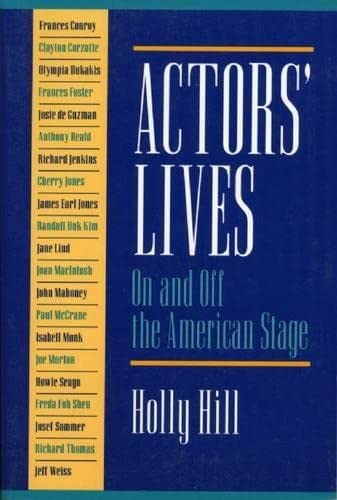 Frances Conroy
Clayton Corzatte
Olympia Dukakis
Frances Foster
Josie de Guzman
Anthony Heald
Richard Jenkins
Cherry Jones
James Earl Jones
Randall Duk Kim
Jane Lind
Joan MacIntosh
John Mahoney
Paul McCrane
Isabell Monk
Joe Morton
Howie Seago
Freda Foh Shen
Josef Sommer
Richard Thomas
Jeff Weiss
ACTORS'
LIVES
On and Off
the American Stage
Holly Hill